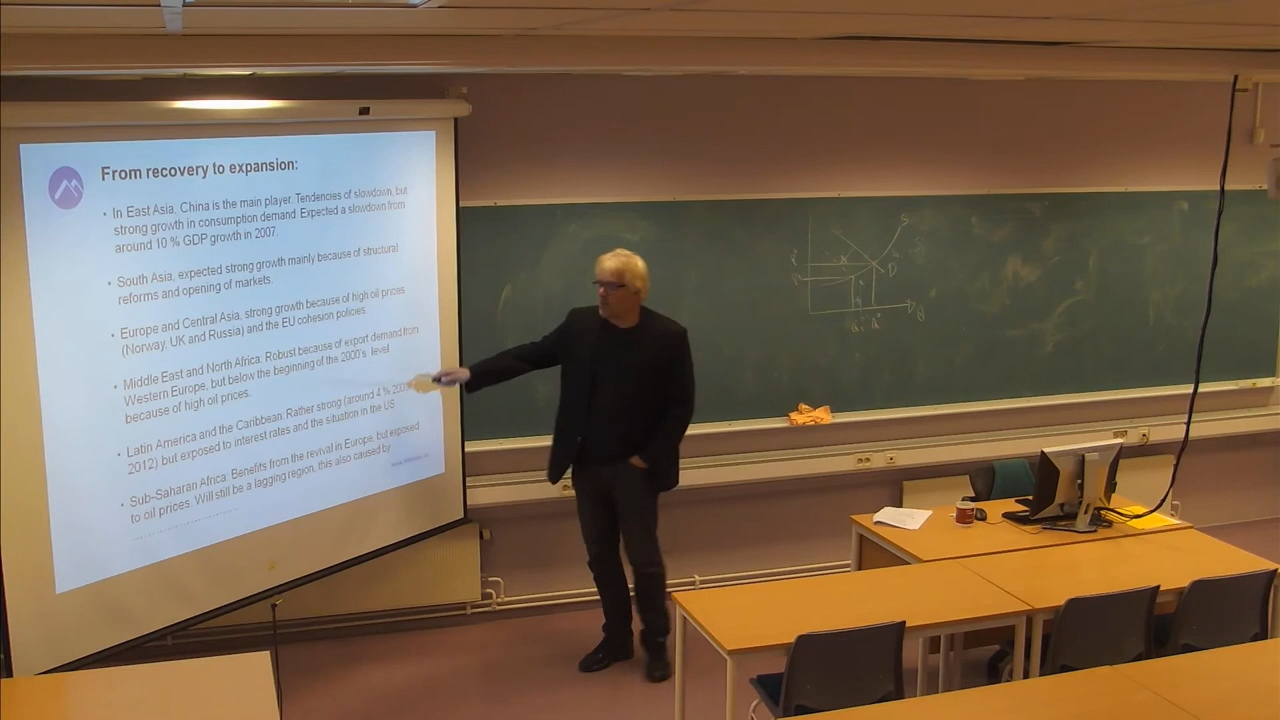 From recovery to expansion:
• In East Asia, China is the main player. Tendencies of slowdown, but
strong growth in consumption demand. Expected a slowdown from
around 10 % GDP growth in 2007.
• South Asia, expected strong growth mainly because of structural
reforms and opening of markets.
• Europe and Central Asia, strong growth because of high oil prices
(Norway, UK and Russia) and the EU cohesion policies.
• Middle East and North Africa: Robust because of export demand from
Western Europe, but below the beginning of the 2000's level
because of high oil prices.
• Latin America and the Caribbean: Rather strong (around 4 %
2012) but exposed to interest rates and the situation in the US
• Sub-Saharan Africa: Benefits from the revival in Europe, but exposed
to oil prices. Will still be a lagging region, this also caused by
S
D